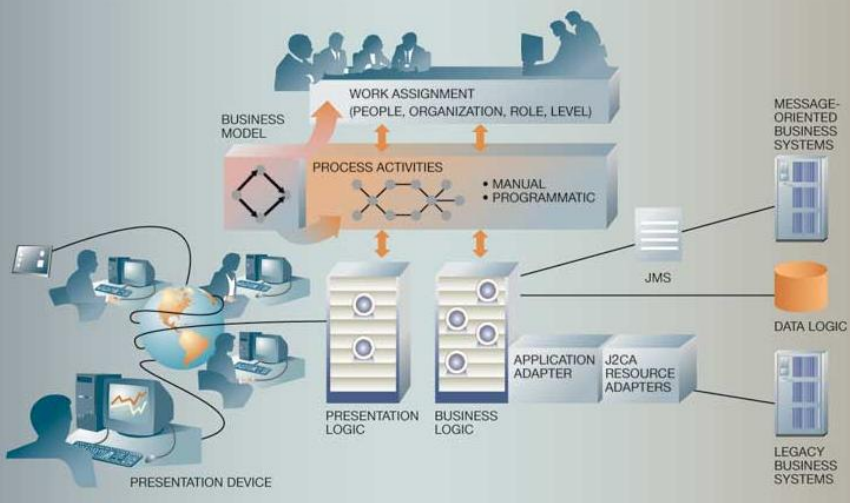 WORK ASSIGNMENT
(PEOPLE, ORGANIZATION, ROLE, LEVEL)
BUSINESS
MODEL
PROCESS ACTIVITIES
• MANUAL
• PROGRAMMATIC
MESSAGE-
ORIENTED
BUSINESS
SYSTEMS
JMS
DATA LOGIC
APPLICATION
ADAPTER
J2CA
RESOURCE
ADAPTERS
PRESENTATION
LOGIC
BUSINESS
LOGIC
LEGACY
BUSINESS
SYSTEMS
PRESENTATION DEVICE